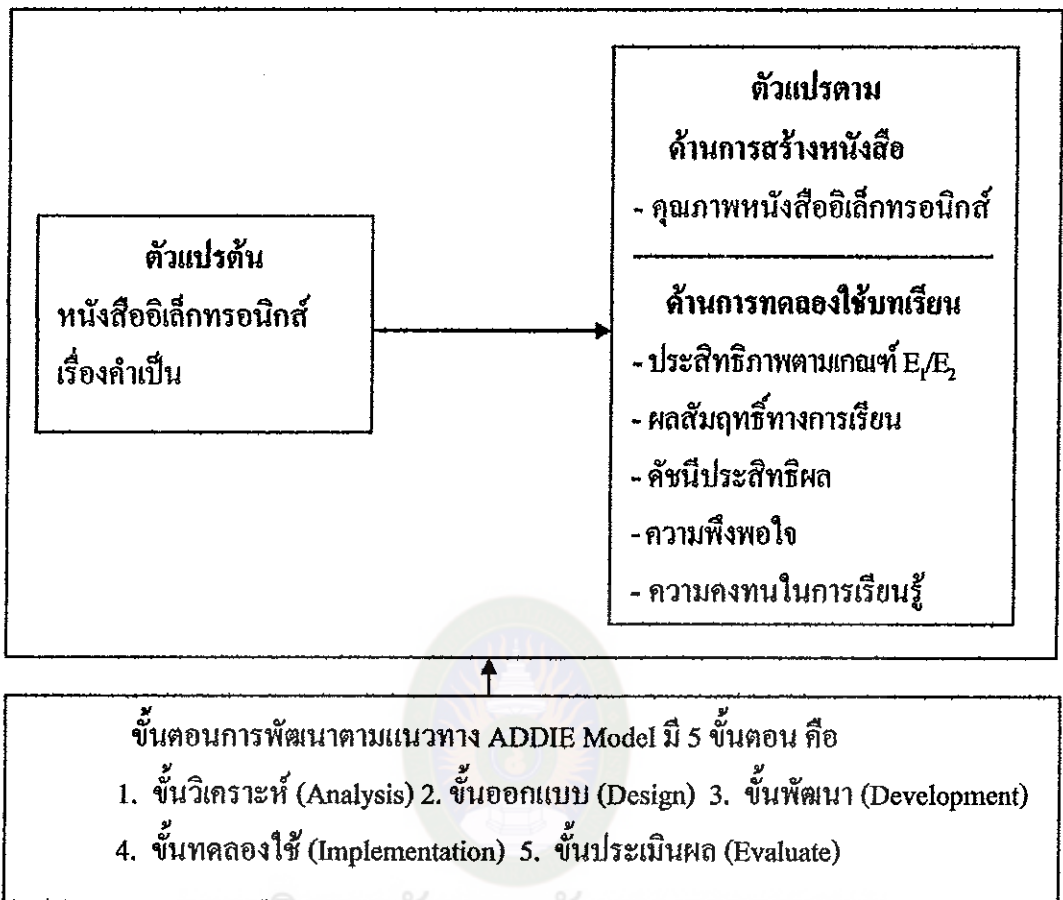 ตัวแปรต้น
หนังสืออิเล็กทรอนิกส์
เรื่องคำเป็น
ตัวแปรตาม
ด้านการสร้างหนังสือ
- คุณภาพหนังสืออิเล็กทรอนิกส์
ด้านการทดลองใช้บทเรียน
- ประสิทธิภาพตามเกณฑ์ E₁/E₂
- ผลสัมฤทธิ์ทางการเรียน
- ดัชนีประสิทธิผล
- ความพึงพอใจ
- ความคงทนในการเรียนรู้
ขั้นตอนการพัฒนาตามแนวทาง ADDIE Model มี 5 ขั้นตอน คือ
1. ขั้นวิเคราะห์ (Analysis) 2. ขั้นออกแบบ (Design) 3. ขั้นพัฒนา (Development)
4. ขั้นทดลองใช้ (Implementation) 5. ขั้นประเมินผล (Evaluate)